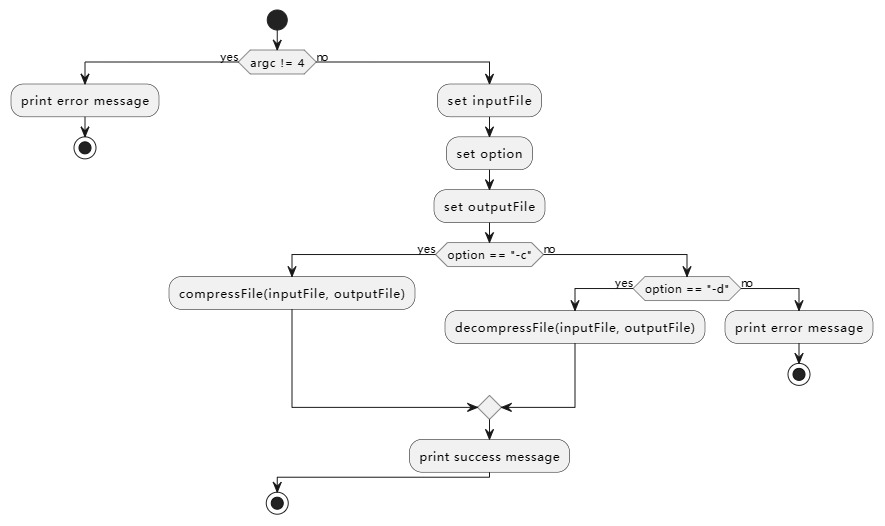 yes
argc != 4
no
print error message
set inputFile
set option
set outputFile
yes
option == "-c"
no
compressFile(inputFile, outputFile)
yes
option == "-d"
no
decompressFile(inputFile, outputFile)
print error message
print success message